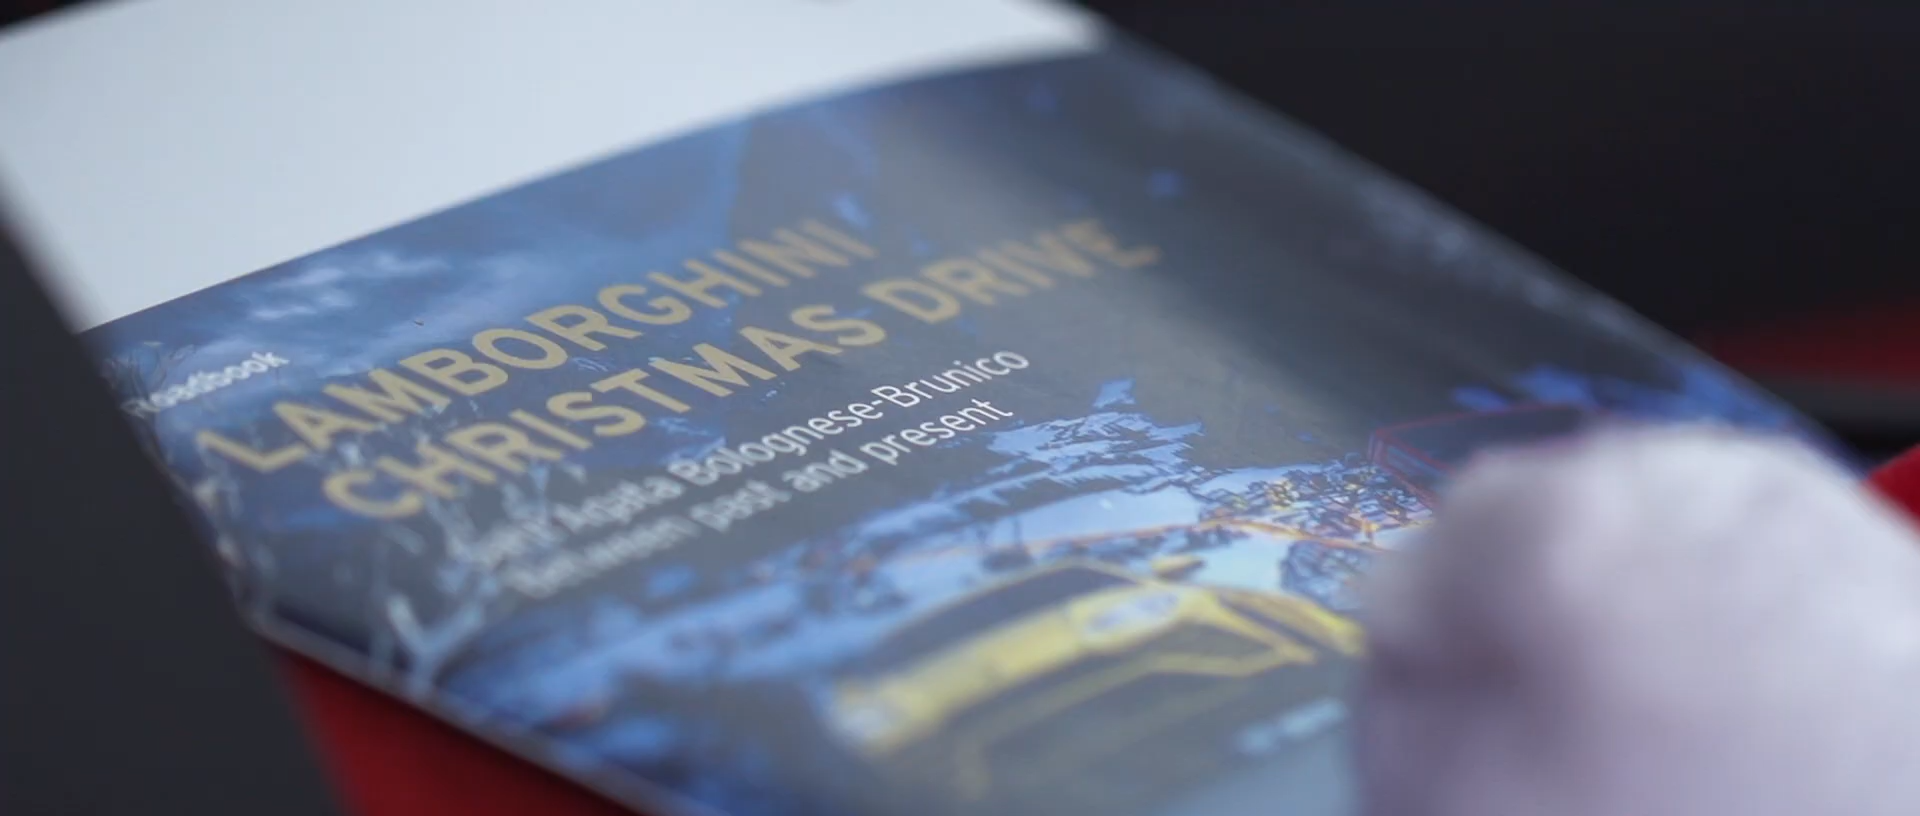 Roadbook
LAMBORGHINI
CHRISTMAS DRIVE
Sant'Agata Bolognese-Brunico
Between past and present